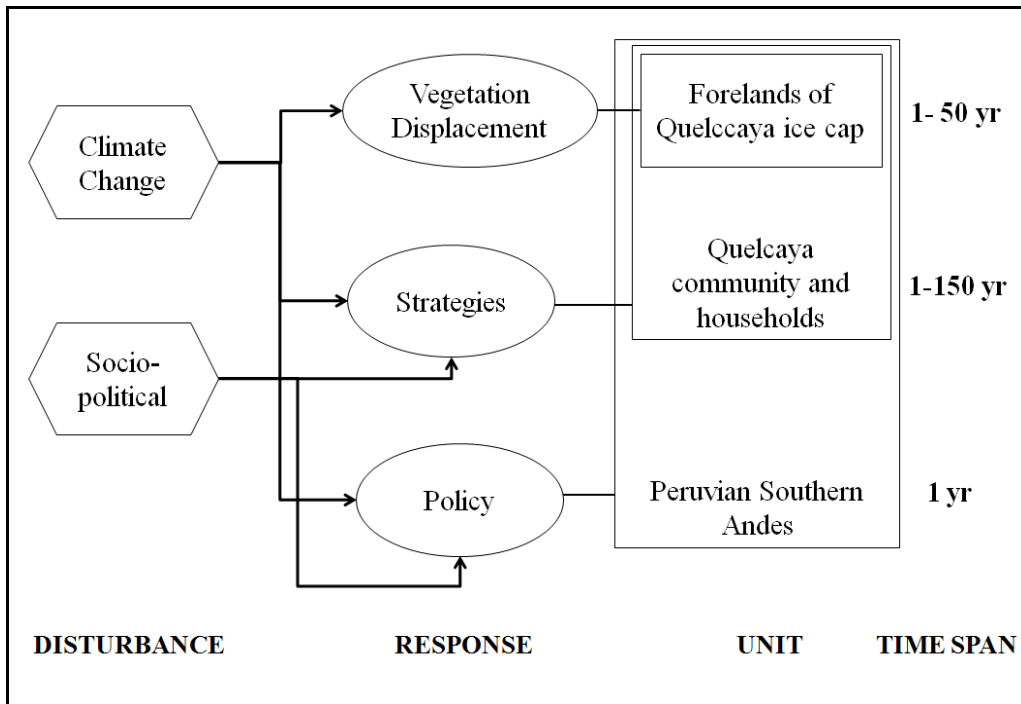 Climate
Change
Socio-
political
Vegetation
Displacement
Strategies
Policy
Forelands of
Quelccaya ice cap
Quelcaya
community and
households
Peruvian Southern
Andes
1- 50 yr
1-150 yr
1 yr
DISTURBANCE
RESPONSE
UNIT
TIME SPAN